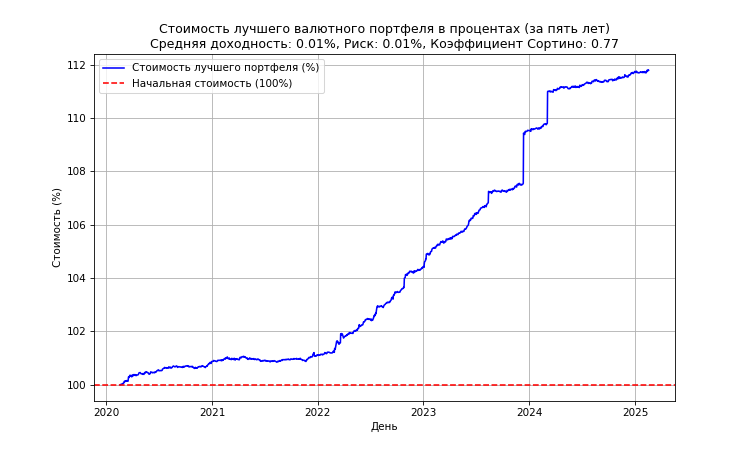 Стоимость лучшего валютного портфеля в процентах (за пять лет)
Средняя доходность: 0.01%, Риск: 0.01%, Коэффициент Сортино: 0.77
Стоимость лучшего портфеля (%)
Начальная стоимость (100%)
Стоимость (%)
112
110
108
106
104
102
100
2020
2021
2022
2023
2024
2025
День